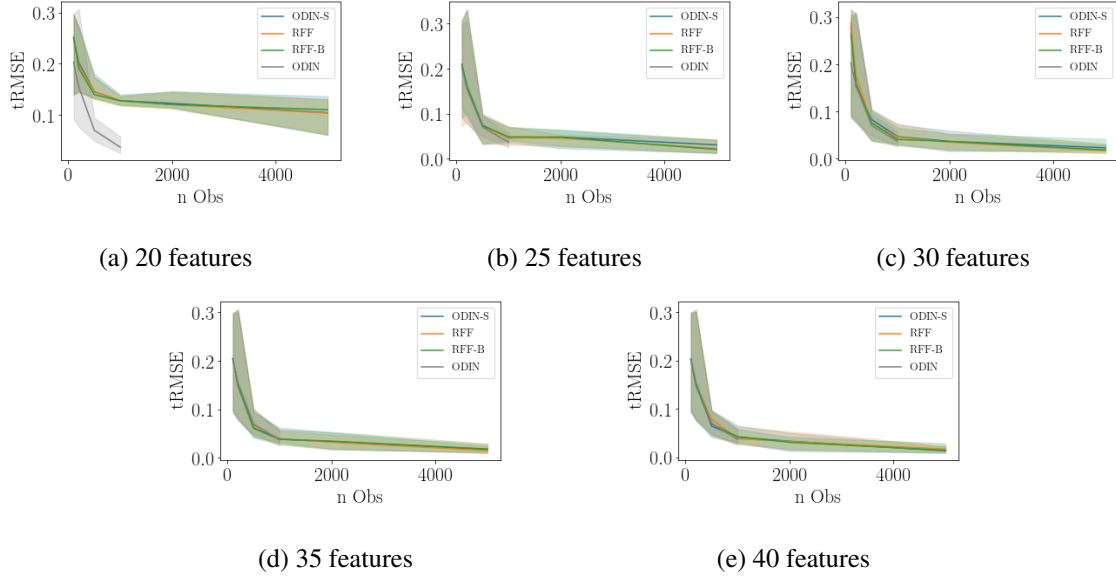 0.3
0.2
0.1
tRMSE
0 2000 4000
n Obs
ODIN-S
RFF
RFF-B
ODIN
(a) 20 features
0.3
0.2
0.1
0.0
tRMSE
0 2000 4000
n Obs
ODIN-S
RFF
RFF-B
ODIN
(b) 25 features
0.3
0.2
0.1
0.0
tRMSE
0 2000 4000
n Obs
ODIN-S
RFF
RFF-B
ODIN
(c) 30 features
0.3
0.2
0.1
0.0
tRMSE
0 2000 4000
n Obs
ODIN-S
RFF
RFF-B
ODIN
(d) 35 features
0.3
0.2
0.1
0.0
tRMSE
0 2000 4000
n Obs
ODIN-S
RFF
RFF-B
ODIN
(e) 40 features